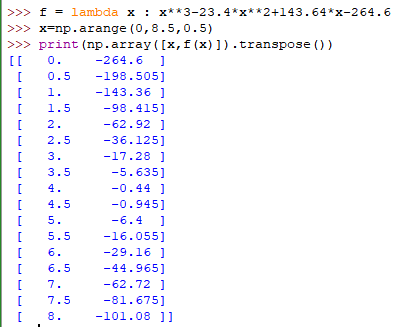 >>> f = lambda x : x**3-23.4*x**2+143.64*x-264.6
>>> x=np.arange(0,8.5,0.5)
>>> print(np.array([x,f(x)]).transpose())
[[   0.    -264.6  ]
 [   0.5   -198.505]
 [   1.    -143.36 ]
 [   1.5    -98.415]
 [   2.     -62.92 ]
 [   2.5    -36.125]
 [   3.     -17.28 ]
 [   3.5     -5.635]
 [   4.      -0.44 ]
 [   4.5     -0.945]
 [   5.      -6.4  ]
 [   5.5    -16.055]
 [   6.     -29.16 ]
 [   6.5    -44.965]
 [   7.     -62.72 ]
 [   7.5    -81.675]
 [   8.    -101.08 ]]